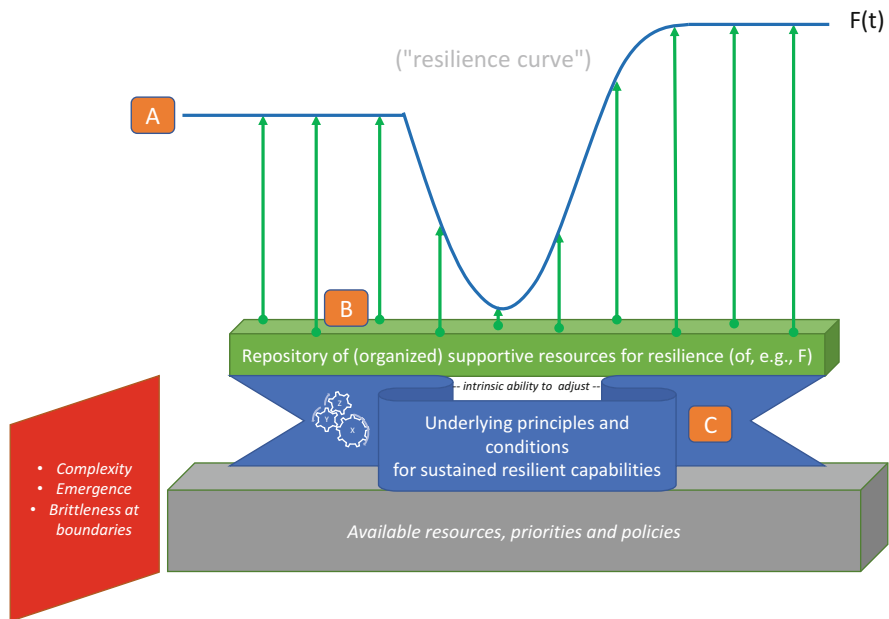 F(t)
("resilience curve")
A
B
Repository of (organized) supportive resources for resilience (of, e.g., F)
-- intrinsic ability to adjust --
Z
Y
X
Underlying principles and
conditions
for sustained resilient capabilities
C
• Complexity
• Emergence
• Brittleness at
boundaries
Available resources, priorities and policies